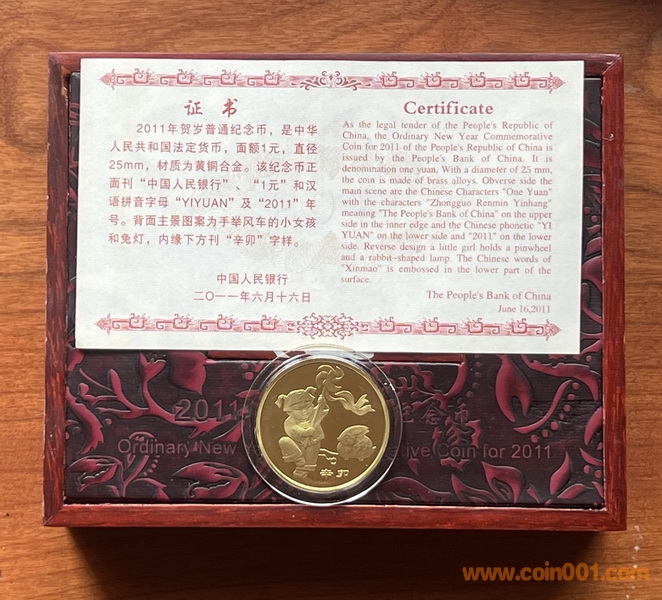 证书
2011年贺岁普通纪念币，是中华
人民共和国法定货币，面额1元，直径
25mm，材质为黄铜合金。该纪念币正
面刊“中国人民银行”、“1元”和汉
语拼音字母“YIYUAN”及“2011”年
号。背面主景图案为手举风车的小女孩
和兔灯，内缘下方刊“辛卯”字样。
中国人民银行
二〇一一年六月十六日
Certificate
As the legal tender of the People's Republic of
China, the Ordinary New Year Commemorative
Coin for 2011 of the People's Republic of China is
issued by the People's Bank of China. It is
denomination one yuan, With a diameter of 25 mm,
the coin is made of brass alloys. Obverse side the
main scene are the Chinese Characters "One Yuan"
with the characters "Zhongguo Renmin Yinhang"
meaning "The People's Bank of China" on the upper
side in the inner edge and the Chinese phonetic "YI
YUAN" on the lower side and "2011" on the lower
side. Reverse design a little girl holds a pinwheel
and a rabbit-shaped lamp. The Chinese words of
"Xinmao" is embossed in the lower part of the
surface.
The People's Bank of China
June 16,2011
2011
念币
Ordinary New
ative Coin for 2011
辛卯
www.coin001.com